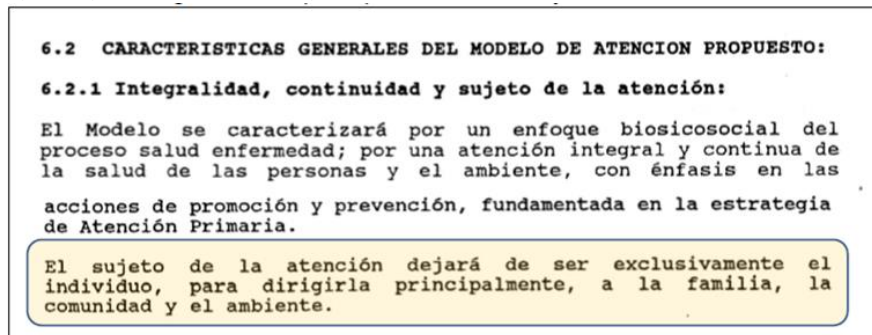 6.2 CARACTERISTICAS GENERALES DEL MODELO DE ATENCION PROPUESTO:
6.2.1 Integralidad, continuidad y sujeto de la atención:
El Modelo se caracterizará por un enfoque biosicosocial del
proceso salud enfermedad; por una atención integral y continua de
la salud de las personas y el ambiente, con énfasis en las
acciones de promoción y prevención, fundamentada en la estrategia
de Atención Primaria.
El sujeto de la atención dejará de ser exclusivamente el
individuo, para dirigirla principalmente, a la familia, la
comunidad y el ambiente.